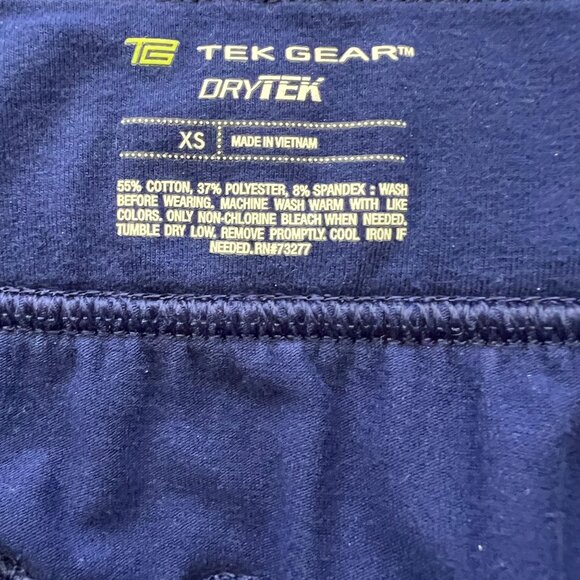 TG TEK GEAR™
DRYTEK
XS MADE IN VIETNAM
55% COTTON, 37% POLYESTER, 8% SPANDEX : WASH
BEFORE WEARING. MACHINE WASH WARM WITH LIKE
COLORS. ONLY NON-CHLORINE BLEACH WHEN NEEDED.
TUMBLE DRY LOW, REMOVE PROMPTLY. COOL IRON IF
NEEDED. RN#73277